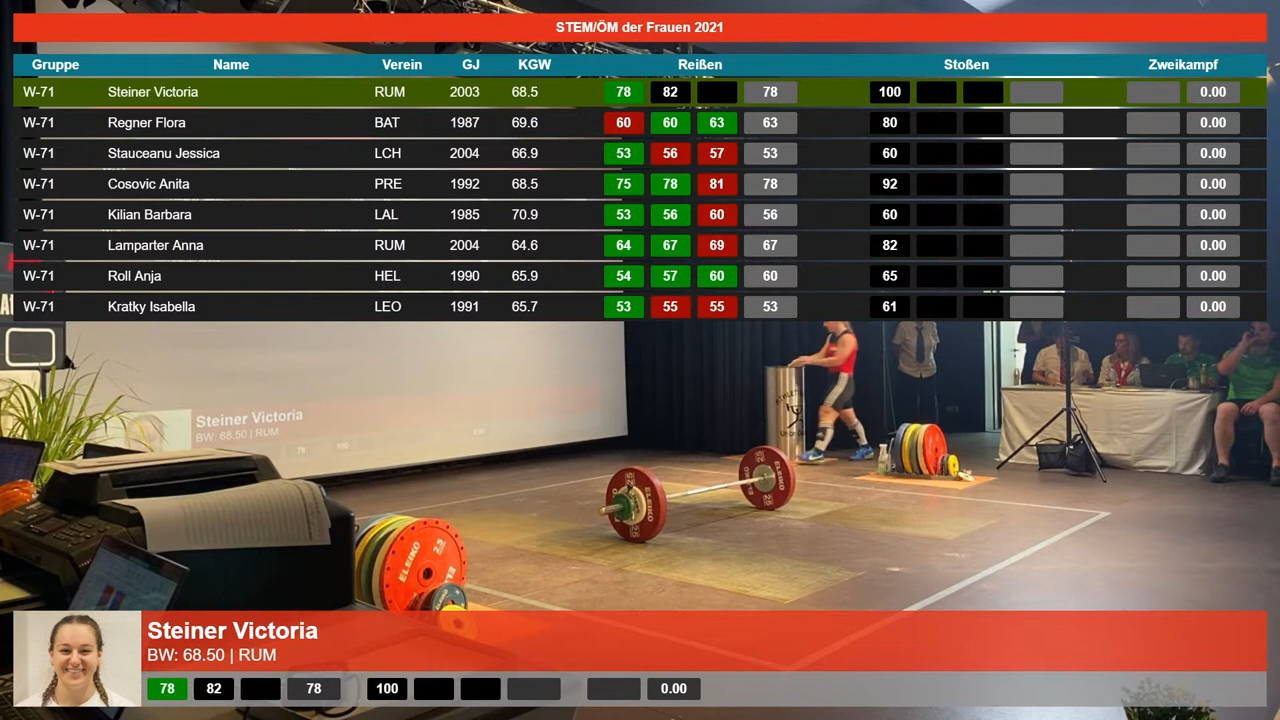 STEM/ÖM der Frauen 2021
Gruppe Name Verein GJ KGW Reißen Stoßen Zweikampf
W-71 Steiner Victoria RUM 2003 68.5 78 82 78 100 0.00
W-71 Regner Flora BAT 1987 69.6 60 60 63 63 80 0.00
W-71 Stauceanu Jessica LCH 2004 66.9 53 56 57 53 60 0.00
W-71 Cosovic Anita PRE 1992 68.5 75 78 81 78 92 0.00
W-71 Kilian Barbara LAL 1985 70.9 53 56 60 56 60 0.00
W-71 Lamparter Anna RUM 2004 64.6 64 67 69 67 82 0.00
W-71 Roll Anja HEL 1990 65.9 54 57 60 60 65 0.00
W-71 Kratky Isabella LEO 1991 65.7 53 55 55 53 61 0.00
Steiner Victoria
BW: 68.50 | RUM
ELEIKO
25
ELEIKO
25
ELEIKO
2.5
Steiner Victoria
BW: 68.50 | RUM
78 82 78 100 0.00